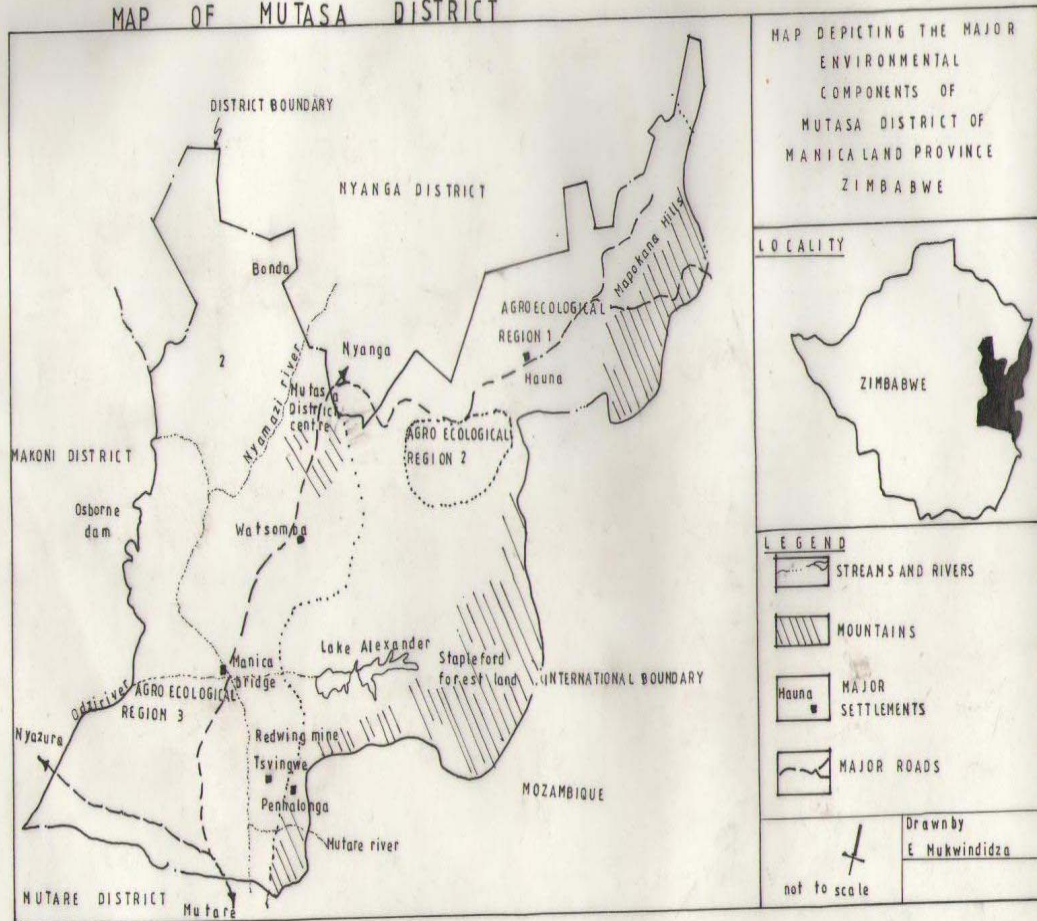 MAP OF MUTASA DISTRICT
DISTRICT BOUNDARY
NYANGA DISTRICT
Bonda
Mapokana Hills
AGROECOLOGICAL
REGION 1
2
Nyamazi river
Nyanga
Hauna
Mutasa
District
centre
AGRO ECOLOGICAL
REGION 2
MAKONI DISTRICT
Osborne
dam
Watsomba
Lake Alexander
Manica
bridge
Stapleford
forest land
INTERNATIONAL BOUNDARY
Odzi river
AGRO ECOLOGICAL
REGION 3
Nyazura
Redwing mine
Tsvingwe
Penhalonga
MOZAMBIQUE
Mutare river
MUTARE DISTRICT
Mutare
MAP DEPICTING THE MAJOR
ENVIRONMENTAL
COMPONENTS OF
MUTASA DISTRICT OF
MANICALAND PROVINCE
ZIMBABWE
LOCALITY
ZIMBABWE
LEGEND
STREAMS AND RIVERS
MOUNTAINS
Hauna
MAJOR
SETTLEMENTS
MAJOR ROADS
not to scale
Drawn by
E Mukwindidza